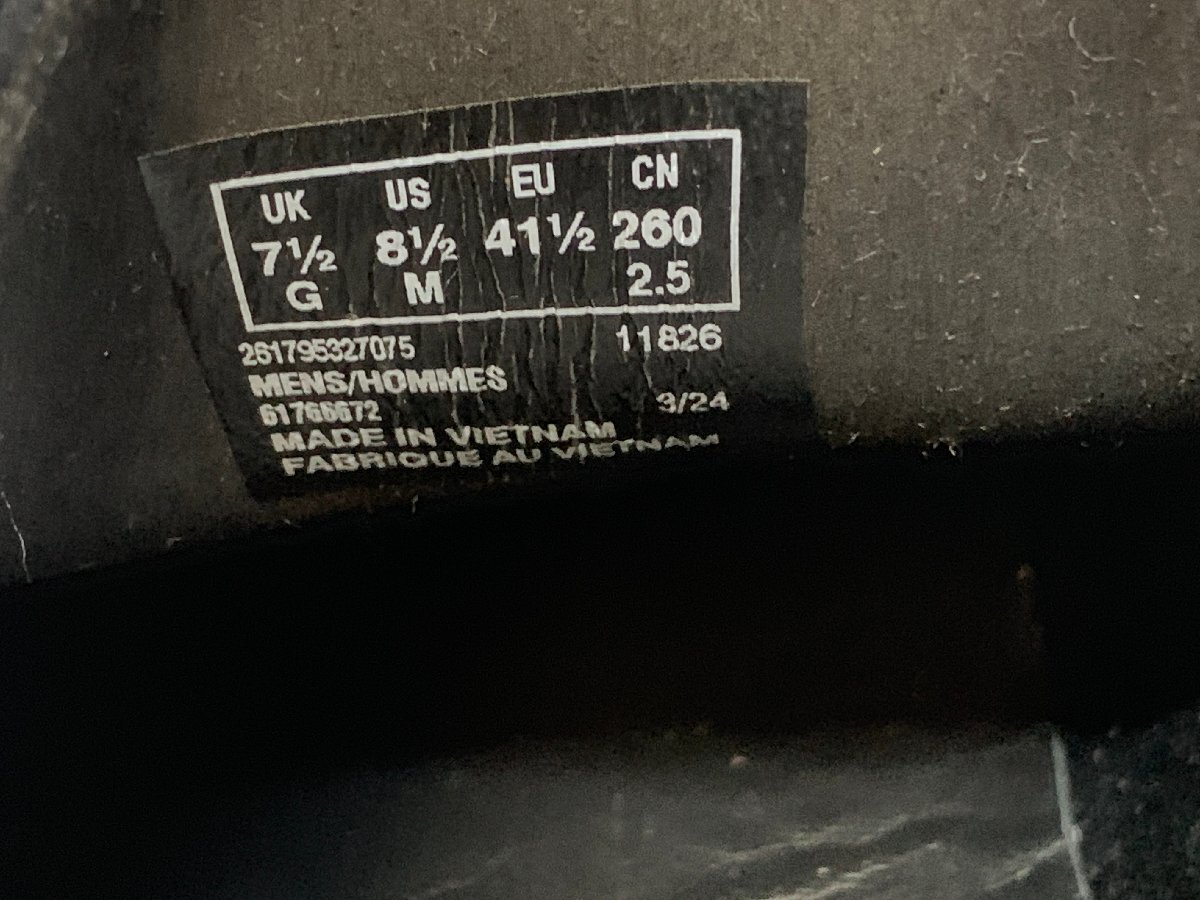 UK US EU CN
7½ 8½ 41½ 260
G M 2.5
261795327075 11826
MENS/HOMMES
61766672 3/24
MADE IN VIETNAM
FABRIQUE AU VIETNAM